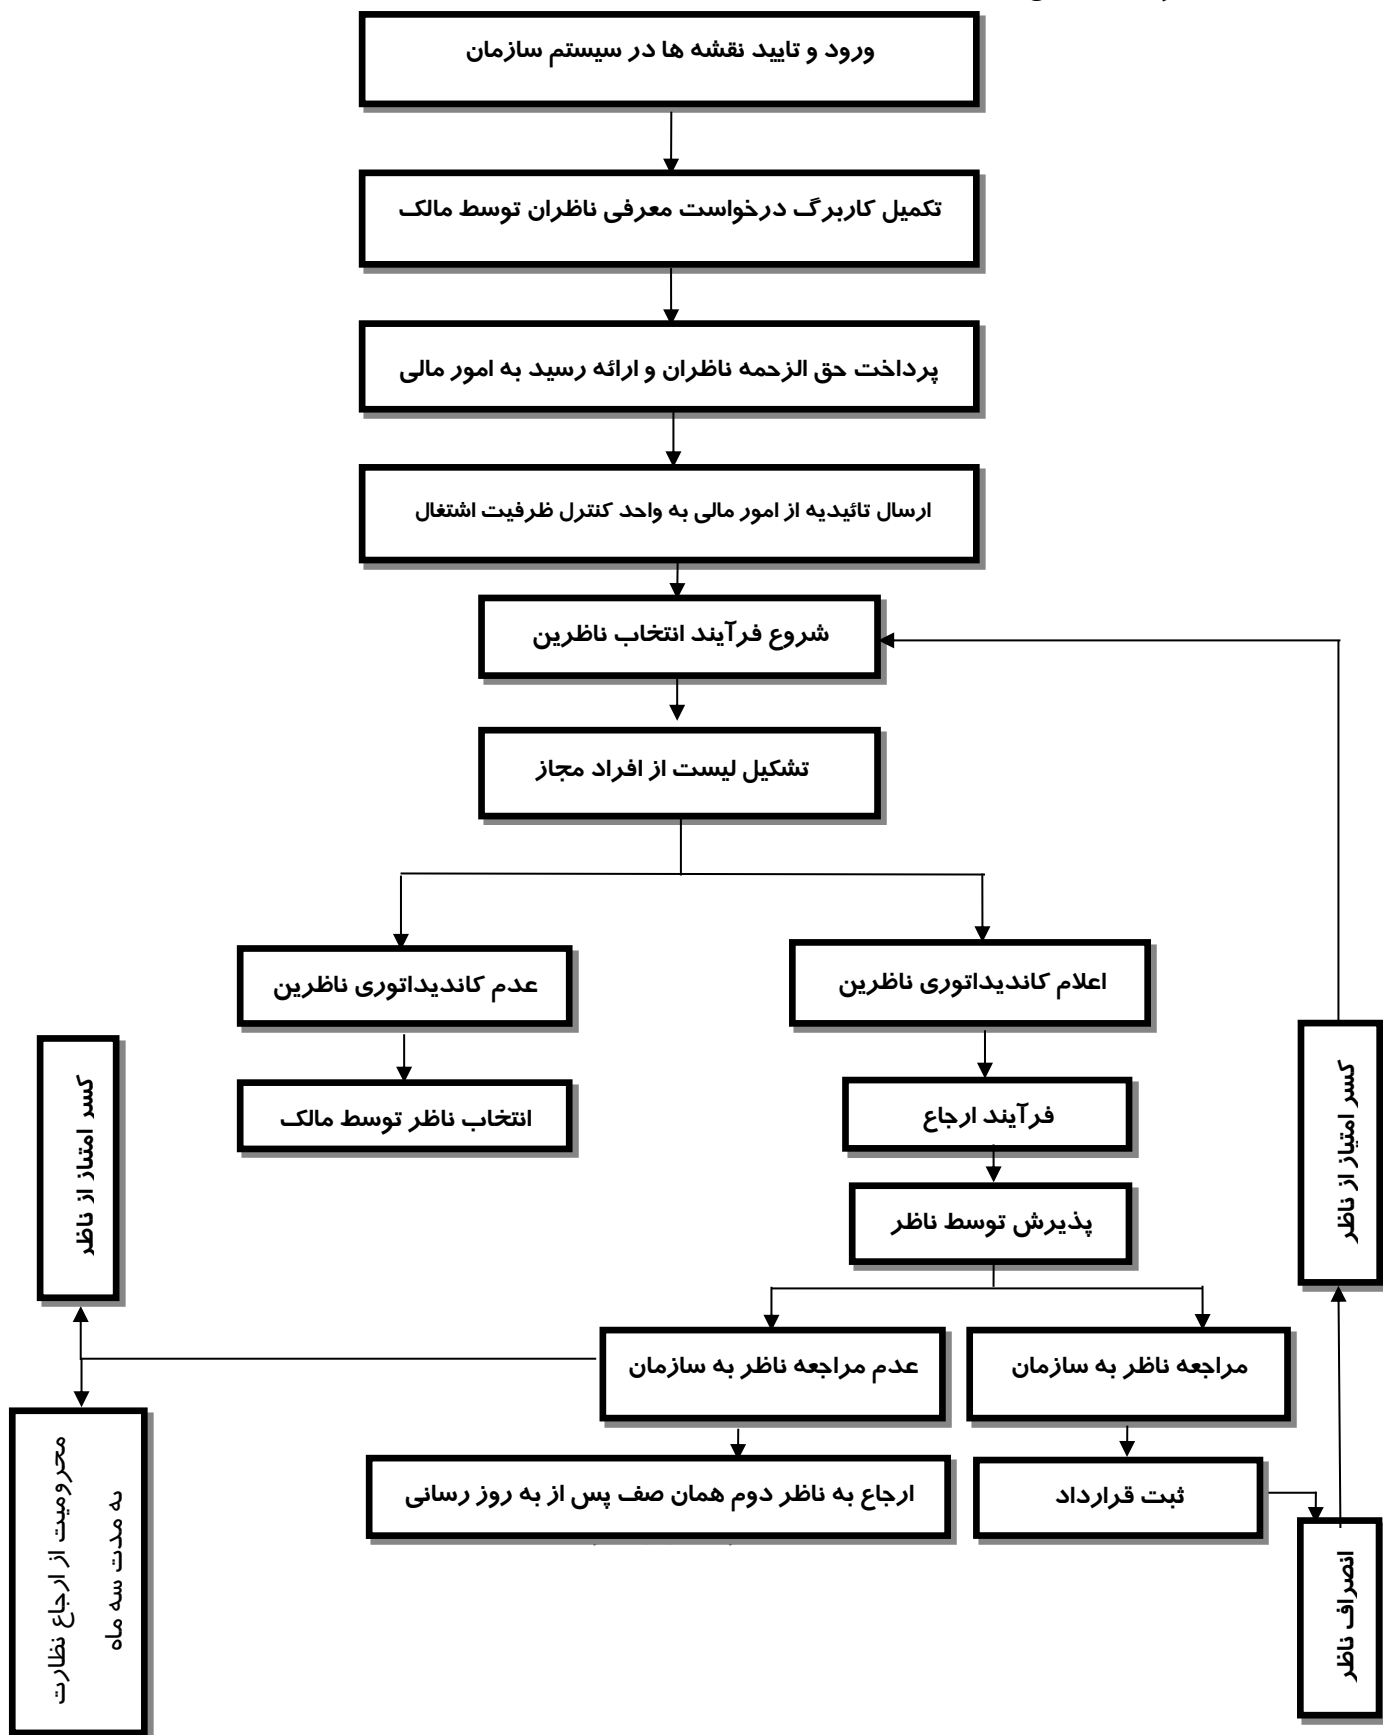 ورود و تایید نقشه ها در سیستم سازمان
تکمیل کاربرگ درخواست معرفی ناظران توسط مالک
پرداخت حق الزحمه ناظران و ارائه رسید به امور مالی
ارسال تائیدیه از امور مالی به واحد کنترل ظرفیت اشتغال
شروع فرآیند انتخاب ناظرین
تشکیل لیست از افراد مجاز
اعلام کاندیداتوری ناظرین
عدم کاندیداتوری ناظرین
فرآیند ارجاع
انتخاب ناظر توسط مالک
کسر امتیاز از ناظر
کسر امتیاز از ناظر
پذیرش توسط ناظر
مراجعه ناظر به سازمان
عدم مراجعه ناظر به سازمان
ثبت قرارداد
ارجاع به ناظر دوم همان صف پس از به روز رسانی
انصراف ناظر
محرومیت از ارجاع نظارت
به مدت سه ماه